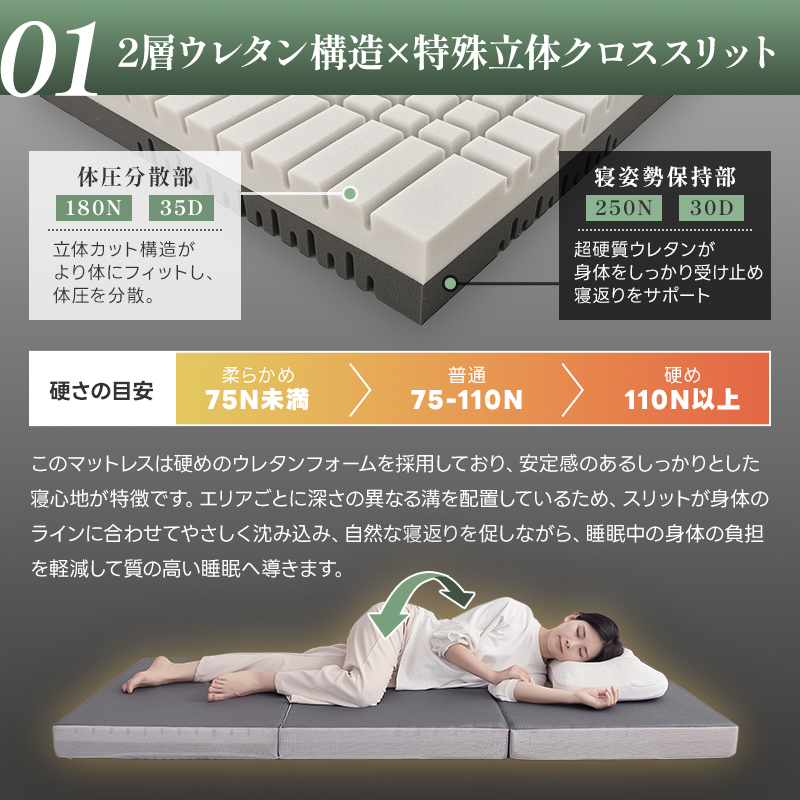 01 2層ウレタン構造×特殊立体クロススリット
体圧分散部
180N 35D
立体カット構造が
より体にフィットし、
体圧を分散。
寝姿勢保持部
250N 30D
超硬質ウレタンが
身体をしっかり受け止め
寝返りをサポート
硬さの目安
柔らかめ
75N未満
普通
75-110N
硬め
110N以上
このマットレスは硬めのウレタンフォームを採用しており、安定感のあるしっかりとした
寝心地が特徴です。エリアごとに深さの異なる溝を配置しているため、スリットが身体の
ラインに合わせてやさしく沈み込み、自然な寝返りを促しながら、睡眠中の身体の負担
を軽減して質の高い睡眠へ導きます。